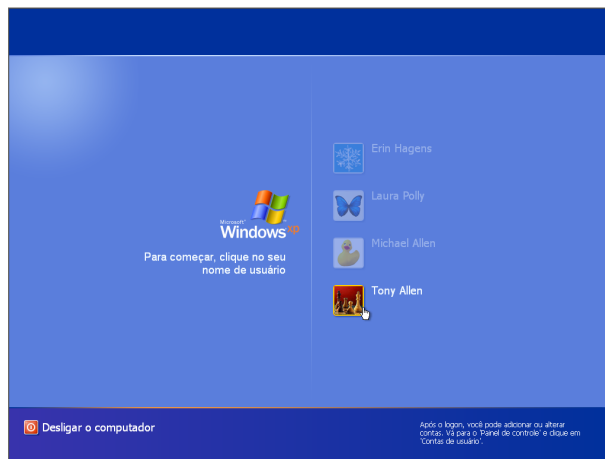 Erin Hagens
Laura Polly
Michael Allen
Microsoft
Windows xp
Para começar, clique no seu
nome de usuário
Tony Allen
Desligar o computador
Após o logon, você pode adicionar ou alterar
contas. Vá para o 'Painel de controle' e clique em
'Contas de usuário'.